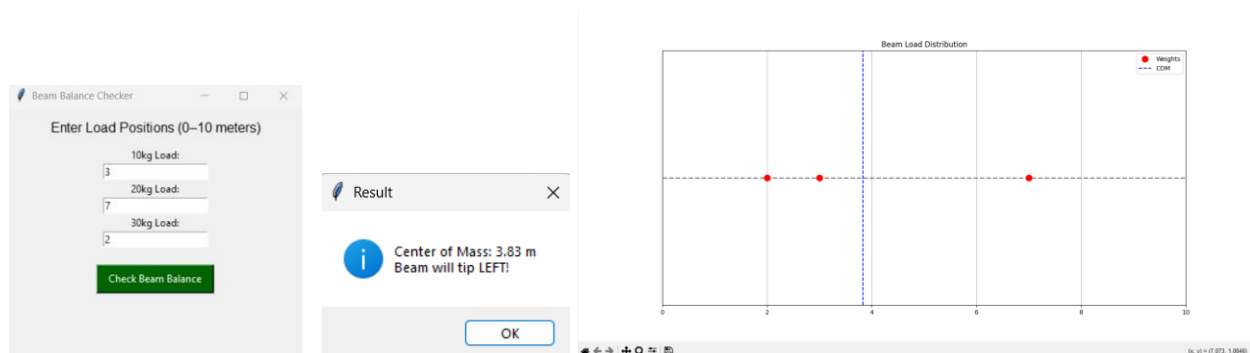 Beam Balance Checker
Enter Load Positions (0–10 meters)
10kg Load:
3
20kg Load:
7
30kg Load:
2
Check Beam Balance
Result
Center of Mass: 3.83 m
Beam will tip LEFT!
OK
Beam Load Distribution
Weights
COM
0 2 4 6 8 10